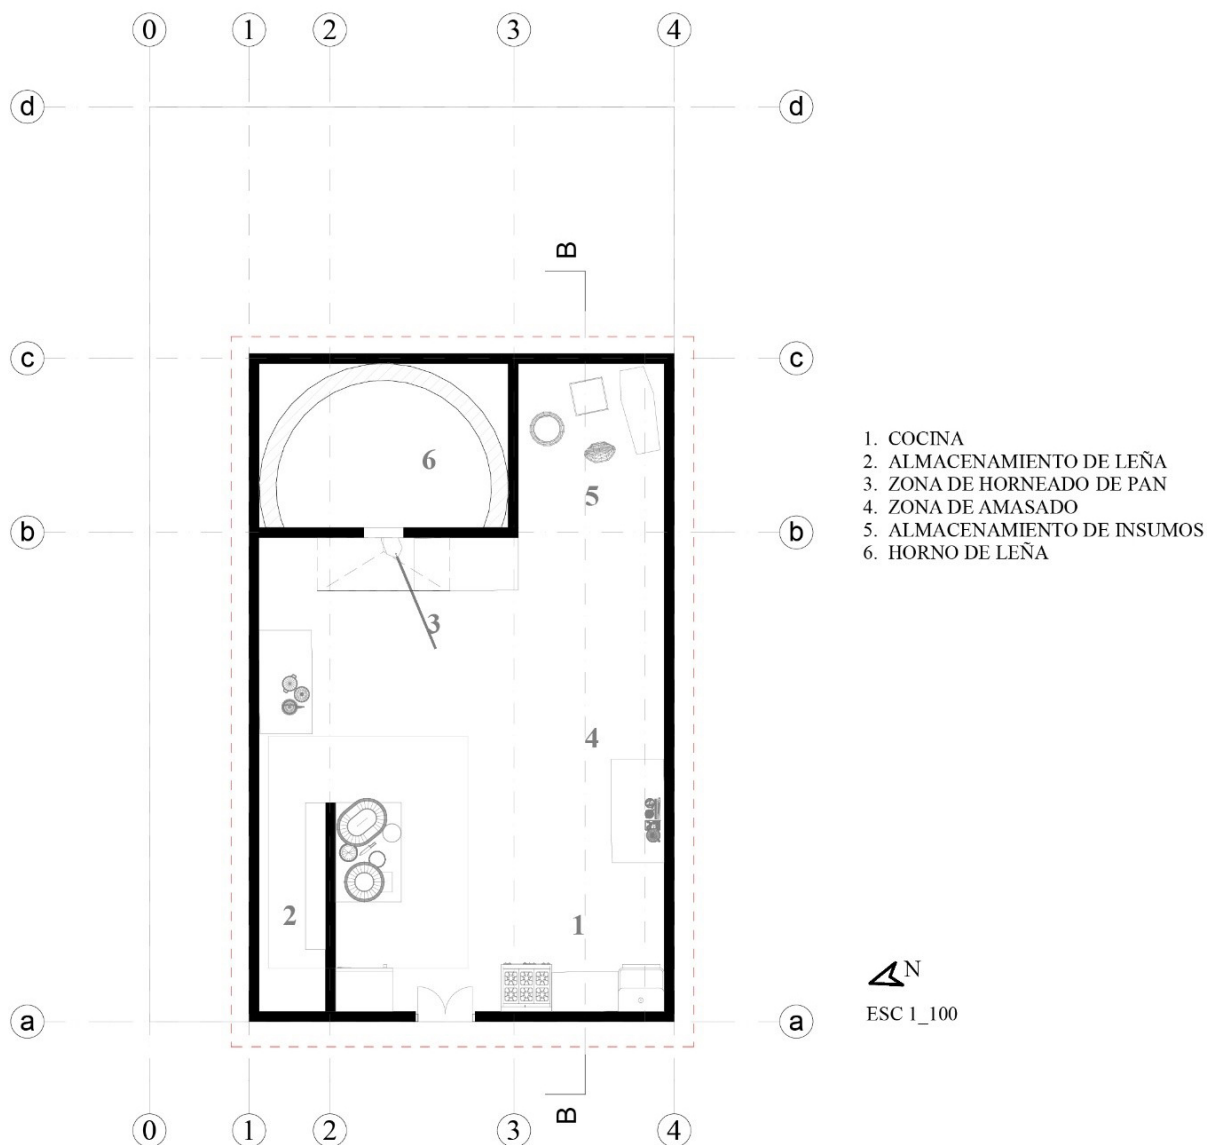 0 1 2 3 4
d d
B
c c
6
5
b b
3
4
2
1
a a
B
0 1 2 3 4
1. COCINA
2. ALMACENAMIENTO DE LEÑA
3. ZONA DE HORNEADO DE PAN
4. ZONA DE AMASADO
5. ALMACENAMIENTO DE INSUMOS
6. HORNO DE LEÑA
N
ESC 1_100